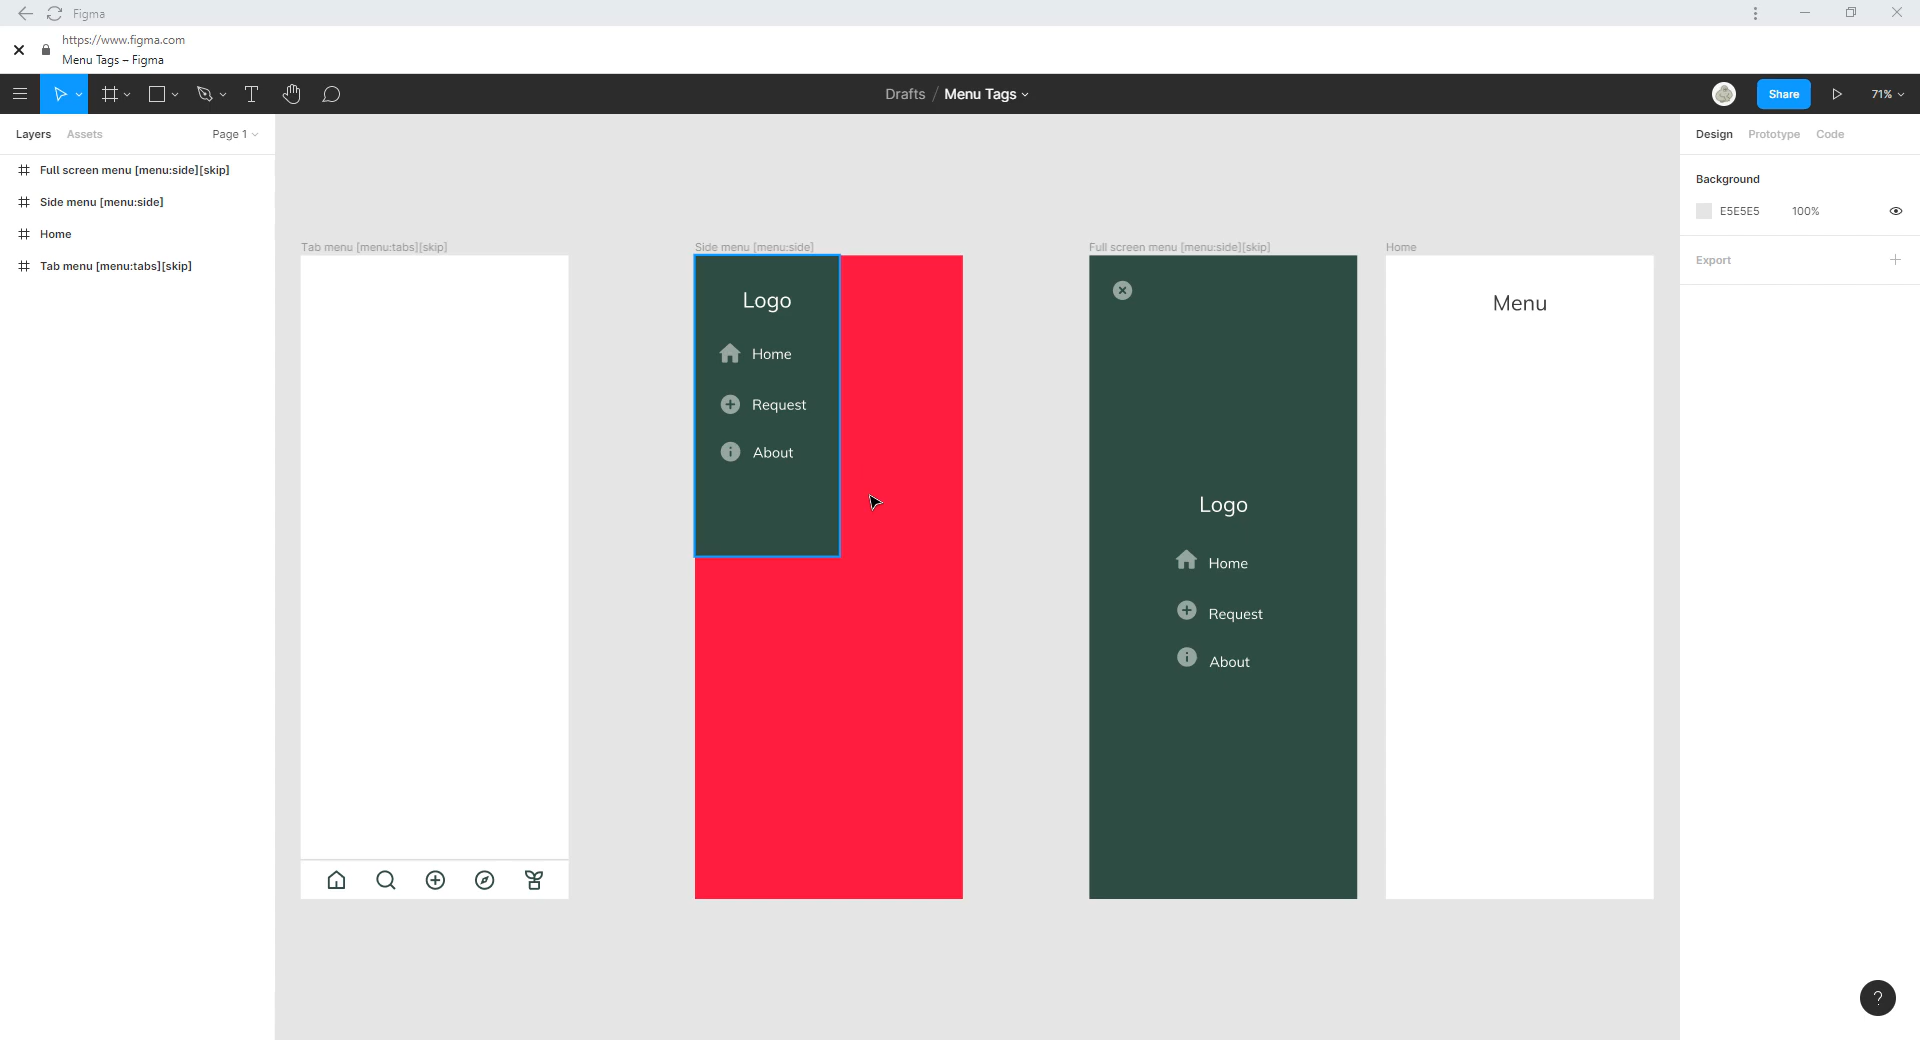 Figma
https://www.figma.com
Menu Tags – Figma
Drafts / Menu Tags
Share
71%
Layers
Assets
Page 1
Full screen menu [menu:side][skip]
Side menu [menu:side]
Home
Tab menu [menu:tabs][skip]
Tab menu [menu:tabs][skip]
Side menu [menu:side]
Logo
Home
Request
About
Full screen menu [menu:side][skip]
Logo
Home
Request
About
Home
Menu
Design
Prototype
Code
Background
E5E5E5
100%
Export
?